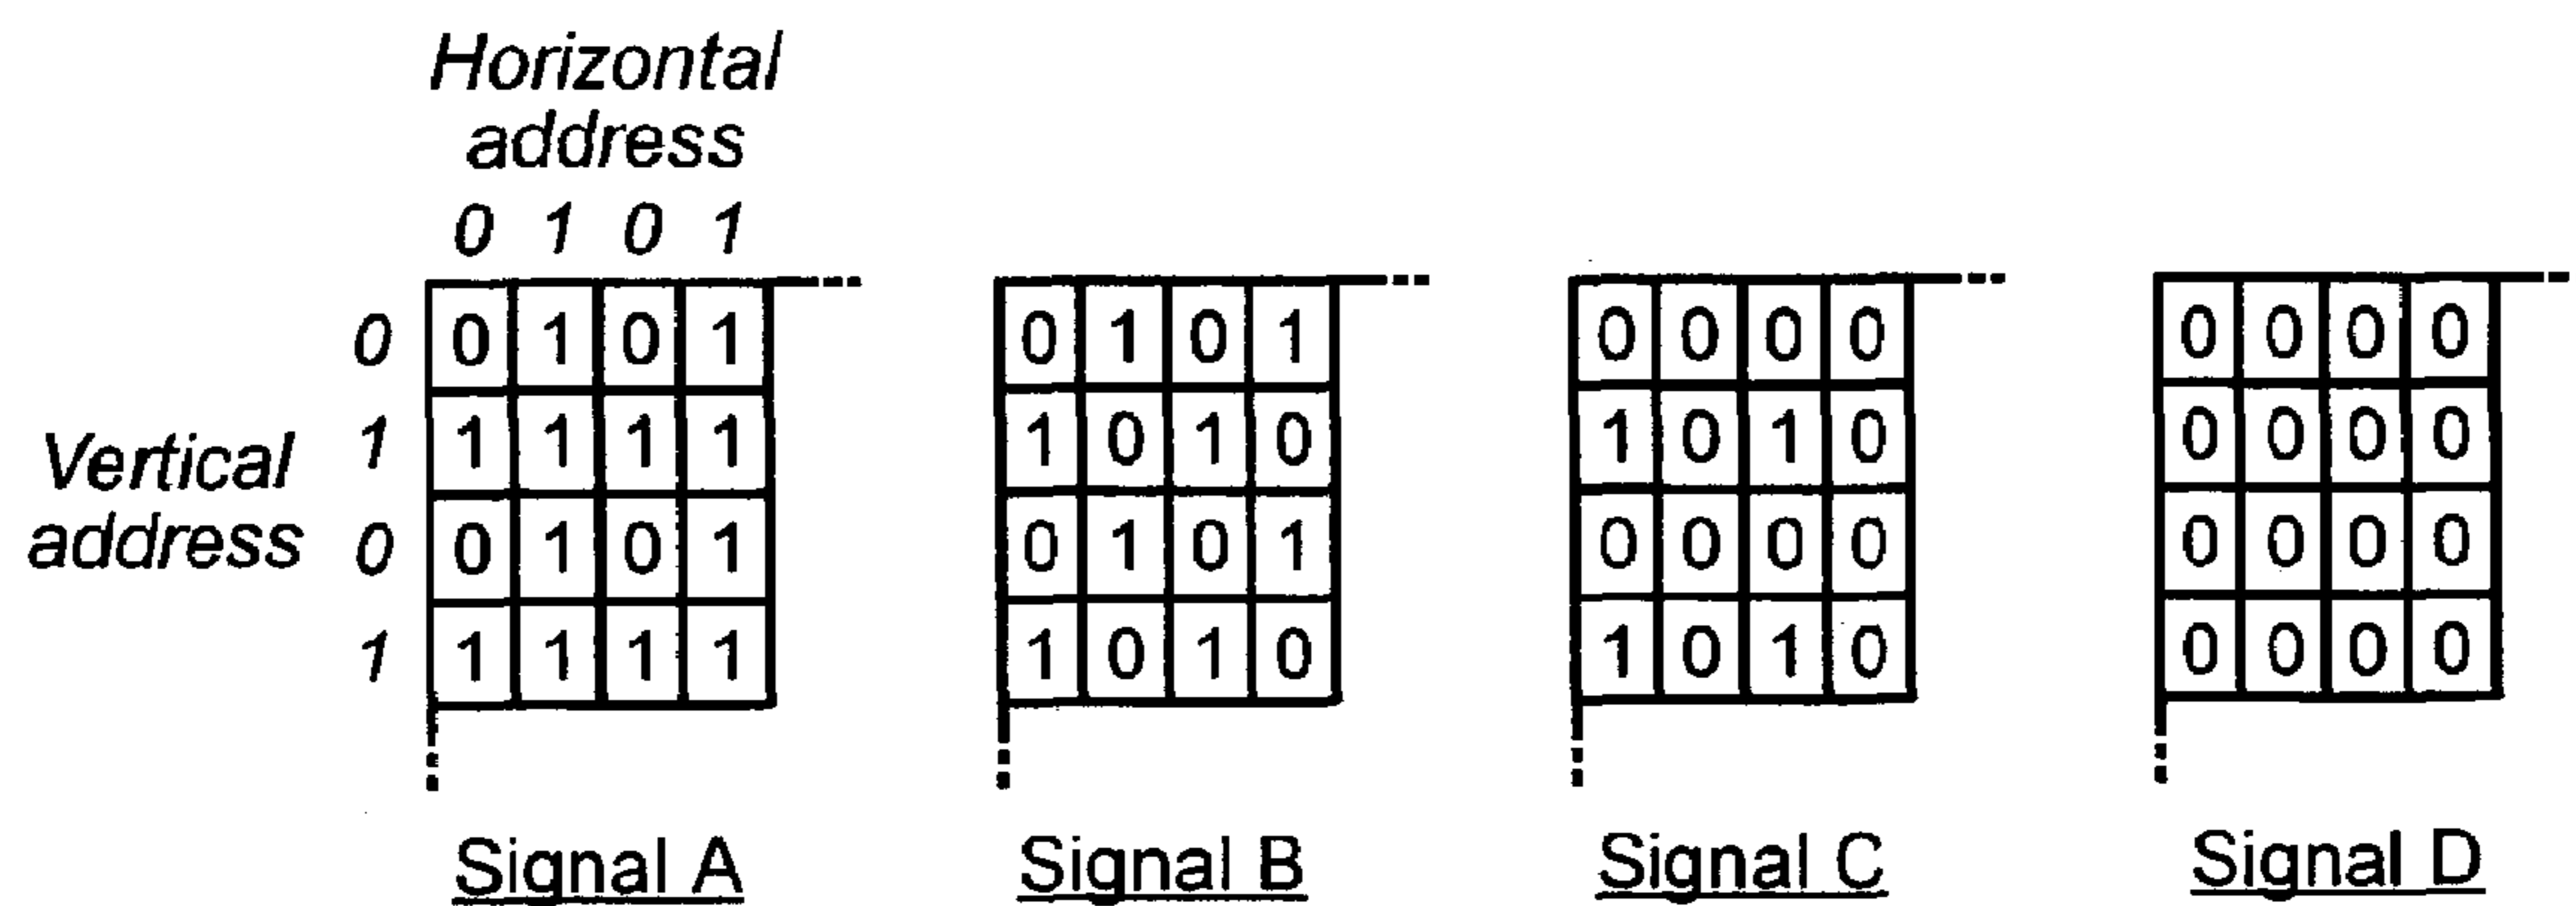 Horizontal
address
0 1 0 1
0 0 1 0 1 0 1 0 1 0 0 0 0 0 0 0 0
Vertical
address
1 1 1 1 1 1 0 1 0 1 0 1 0 0 0 0 0
0 0 1 0 1 0 1 0 1 0 0 0 0 0 0 0 0
1 1 1 1 1 1 0 1 0 1 0 1 0 0 0 0 0
Signal A Signal B Signal C Signal D